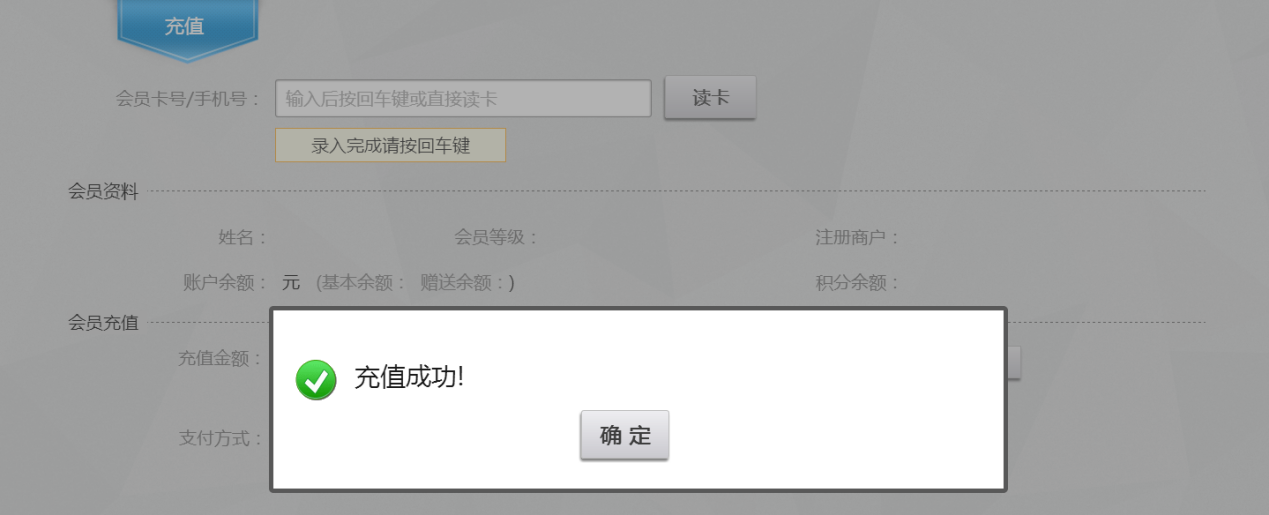 充值
会员卡号/手机号： 输入后按回车键或直接读卡 读卡
录入完成请按回车键
会员资料
姓名： 会员等级： 注册商户：
账户余额： 元 (基本余额： 赠送余额：) 积分余额：
会员充值
充值金额：
充值成功!
支付方式： 确 定